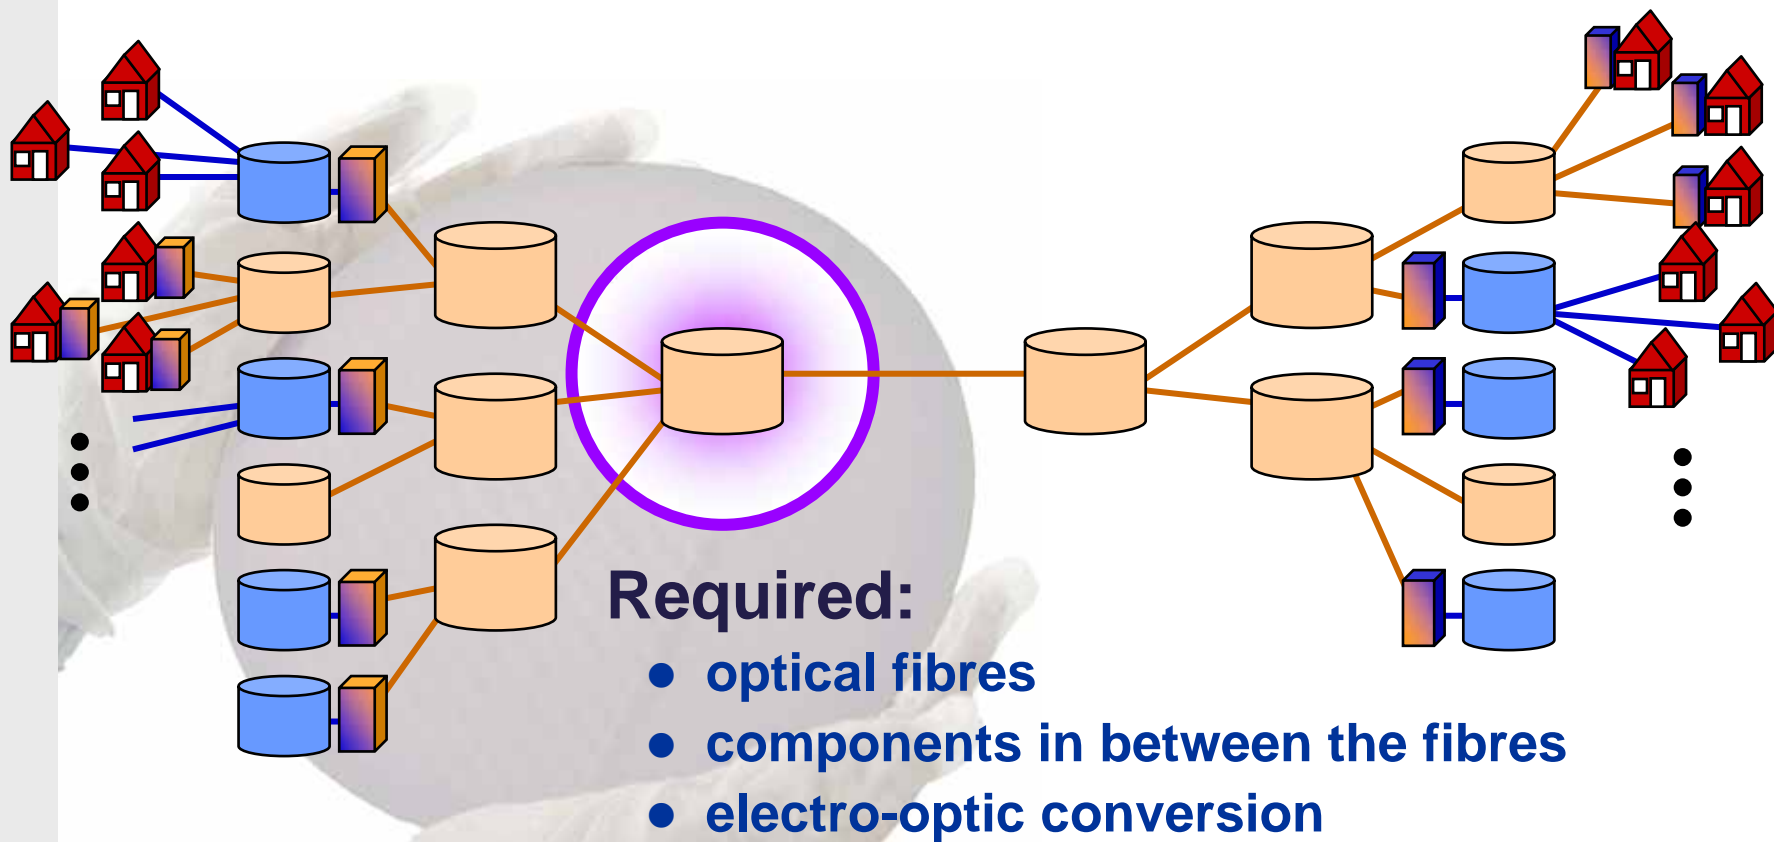 Required:
● optical fibres
● components in between the fibres
● electro-optic conversion